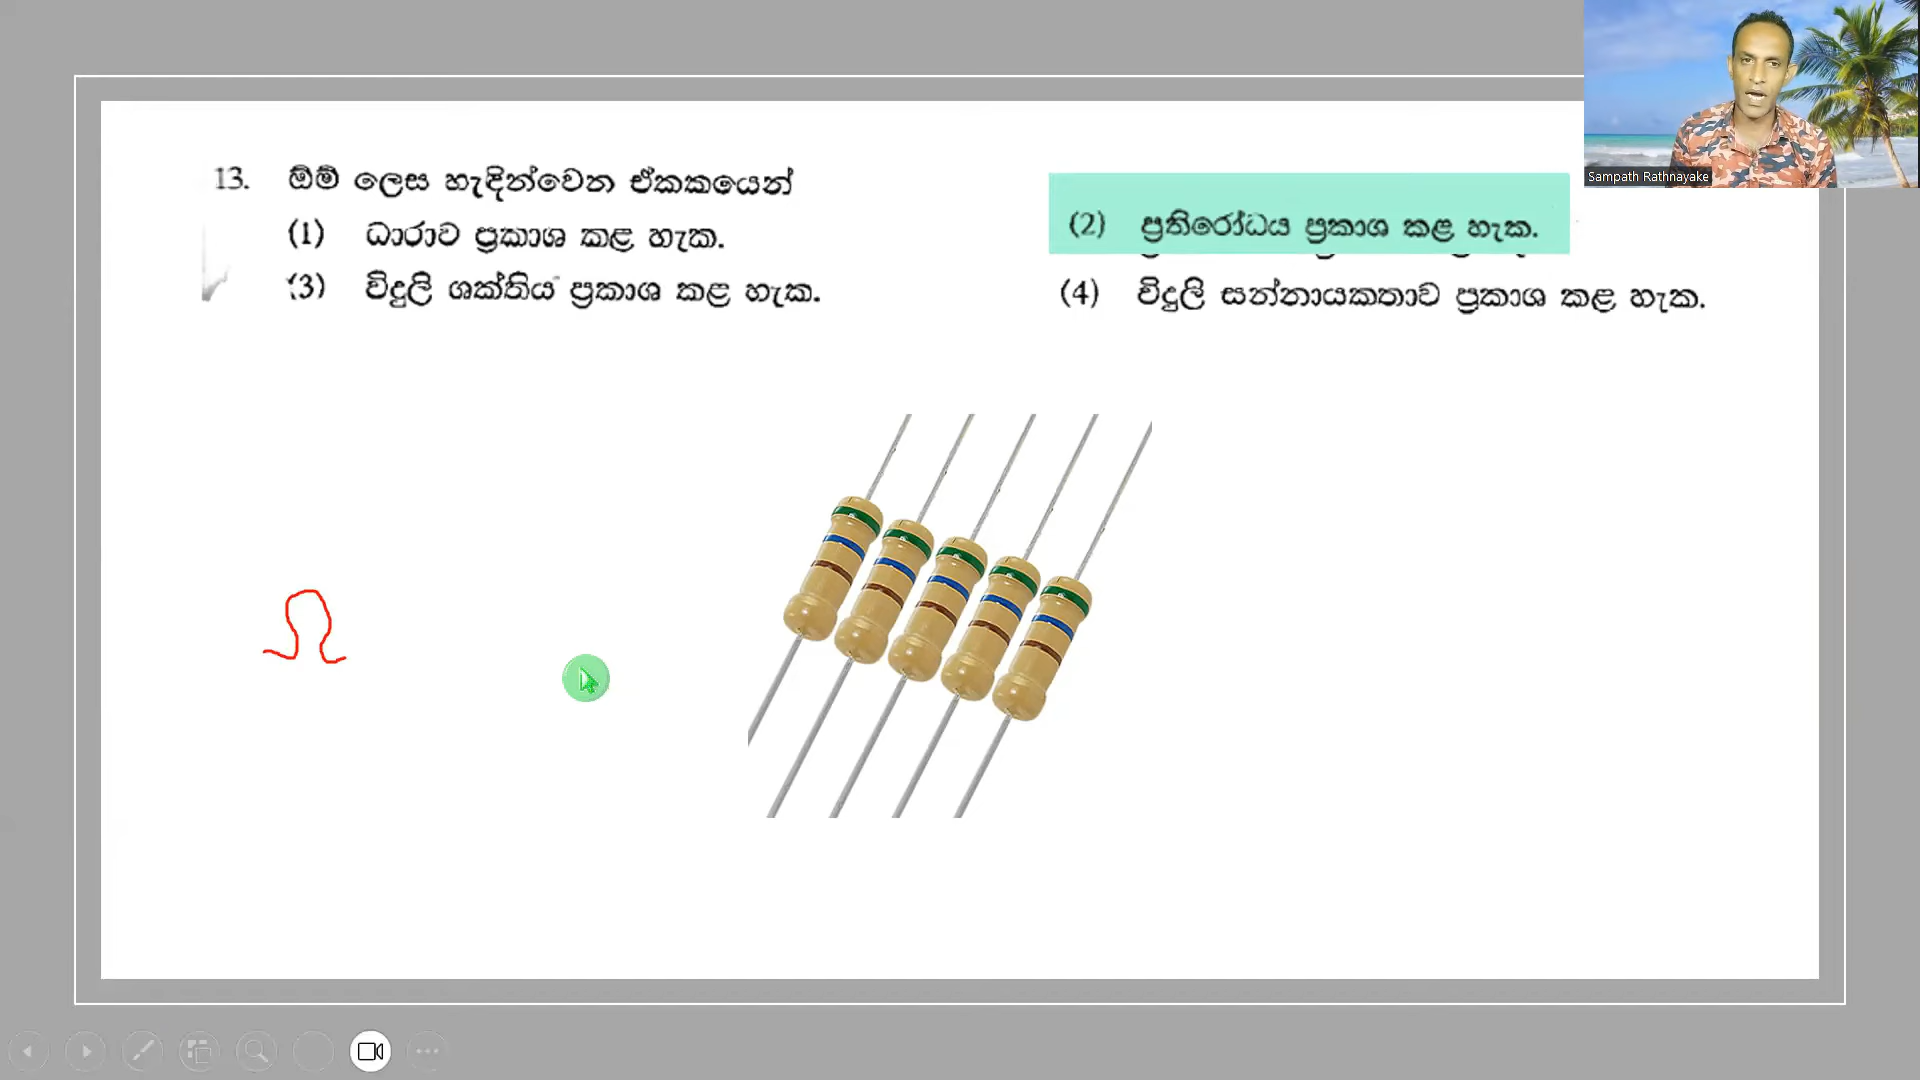 Sampath Rathnayake
13. ඕම් ලෙස හැඳින්වෙන ඒකකයෙන්
(1) ධාරාව ප්‍රකාශ කළ හැක.
(2) ප්‍රතිරෝධය ප්‍රකාශ කළ හැක.
(3) විදුලි ශක්තිය ප්‍රකාශ කළ හැක.
(4) විදුලි සන්නායකතාව ප්‍රකාශ කළ හැක.
Ω